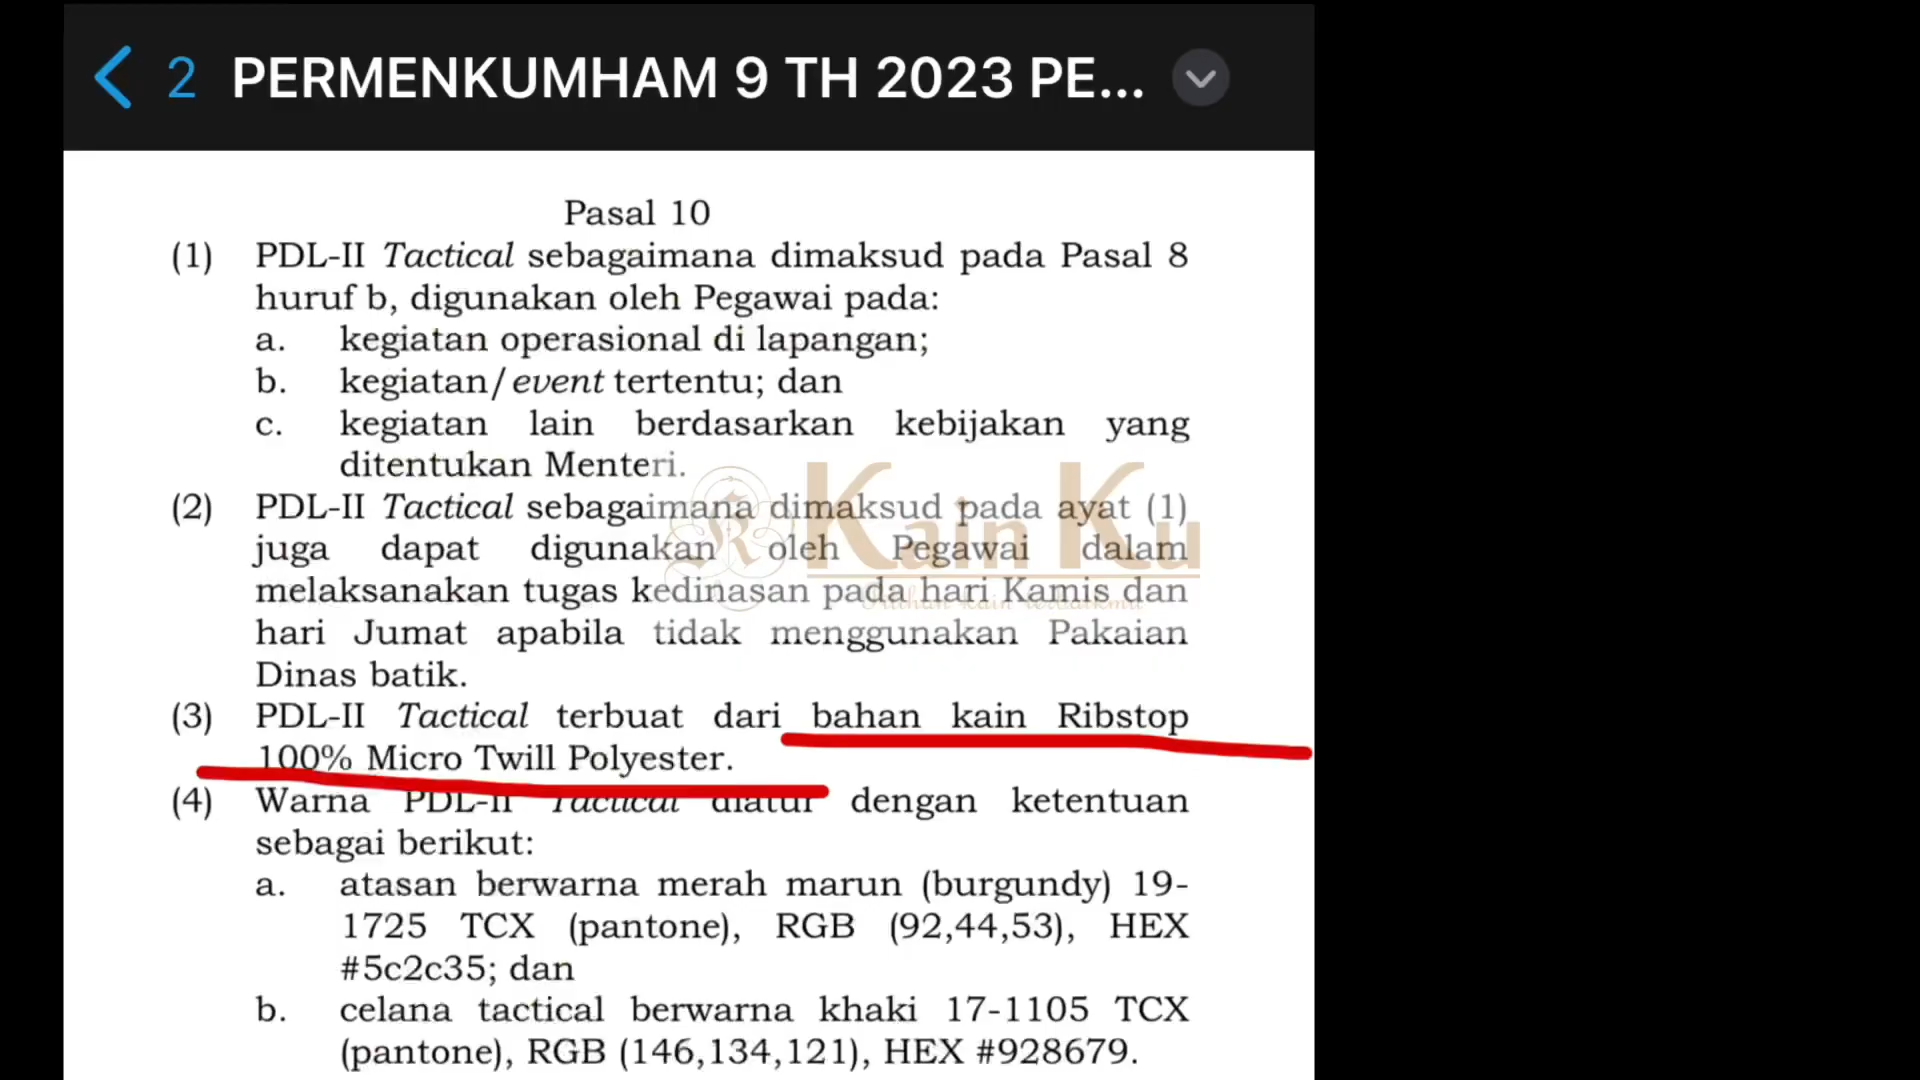 2 PERMENKUMHAM 9 TH 2023 PE...
Pasal 10
(1) PDL-II Tactical sebagaimana dimaksud pada Pasal 8
huruf b, digunakan oleh Pegawai pada:
a. kegiatan operasional di lapangan;
b. kegiatan/event tertentu; dan
c. kegiatan lain berdasarkan kebijakan yang
ditentukan Menteri.
Kain Ku
(2) PDL-II Tactical sebagaimana dimaksud pada ayat (1)
juga dapat digunakan oleh Pegawai dalam
melaksanakan tugas kedinasan pada hari Kamis dan
hari Jumat apabila tidak menggunakan Pakaian
Dinas batik.
(3) PDL-II Tactical terbuat dari bahan kain Ribstop
100% Micro Twill Polyester.
(4) Warna PDL-II Tactical diatur dengan ketentuan
sebagai berikut:
a. atasan berwarna merah marun (burgundy) 19-
1725 TCX (pantone), RGB (92,44,53), HEX
#5c2c35; dan
b. celana tactical berwarna khaki 17-1105 TCX
(pantone), RGB (146,134,121), HEX #928679.